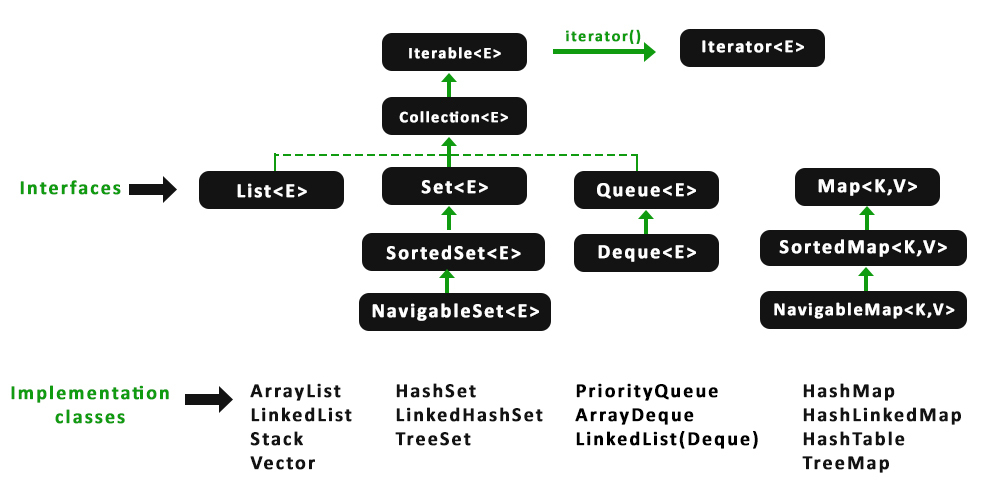 iterator()
Iterable<E>
Iterator<E>
Collection<E>
Interfaces
List<E>
Set<E>
Queue<E>
Map<K,V>
SortedSet<E>
Deque<E>
SortedMap<K,V>
NavigableSet<E>
NavigableMap<K,V>
Implementation
classes
ArrayList
LinkedList
Stack
Vector
HashSet
LinkedHashSet
TreeSet
PriorityQueue
ArrayDeque
LinkedList(Deque)
HashMap
HashLinkedMap
HashTable
TreeMap